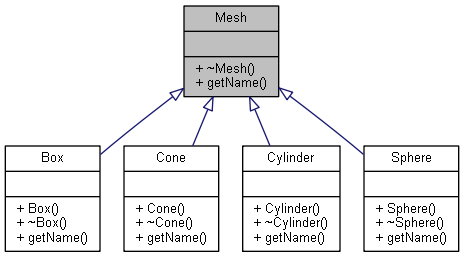 Mesh
+ ~Mesh()
+ getName()
Box
+ Box()
+ ~Box()
+ getName()
Cone
+ Cone()
+ ~Cone()
+ getName()
Cylinder
+ Cylinder()
+ ~Cylinder()
+ getName()
Sphere
+ Sphere()
+ ~Sphere()
+ getName()